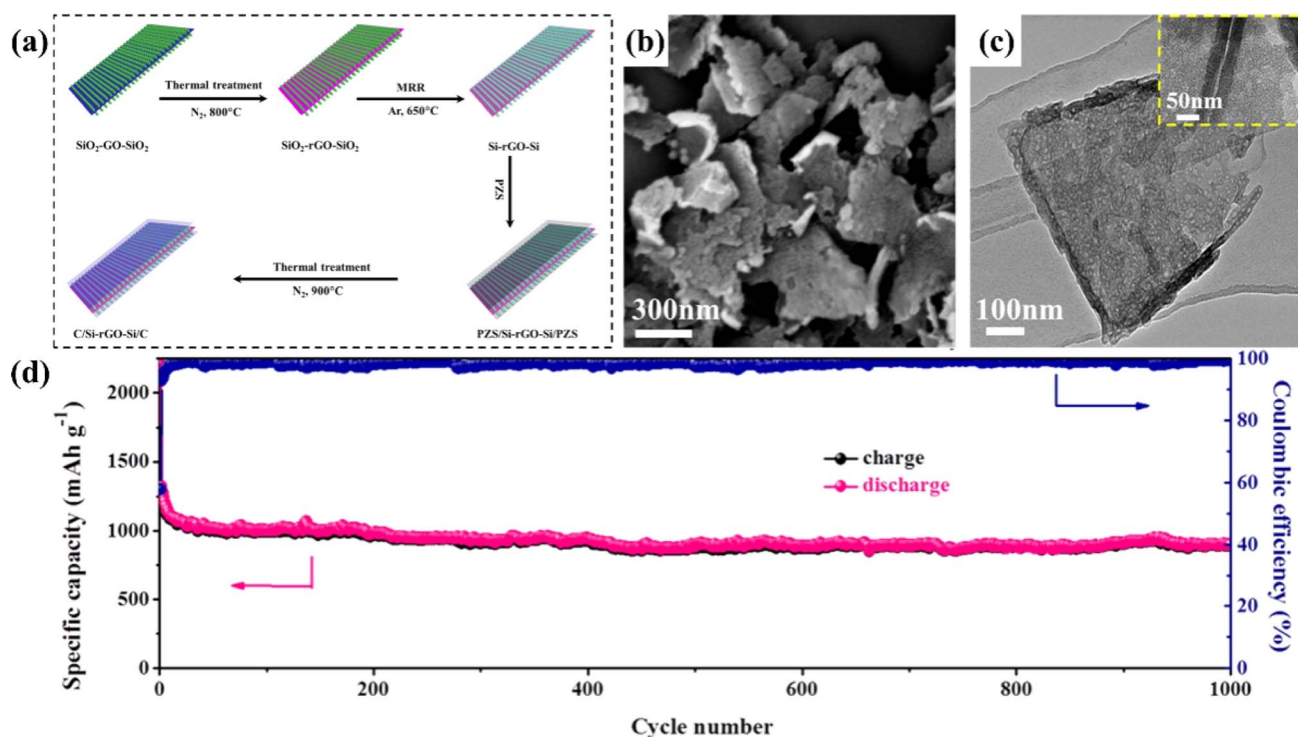 (a)
Thermal treatment
N₂, 800°C
MRR
Ar, 650°C
SiO₂-GO-SiO₂
SiO₂-rGO-SiO₂
Si-rGO-Si
PZS
Thermal treatment
N₂, 900°C
C/Si-rGO-Si/C
PZS/Si-rGO-Si/PZS
(b)
300nm
(c)
50nm
100nm
(d)
Specific capacity (mAh g⁻¹)
2000
1500
1000
500
0
charge
discharge
100
80
60
40
20
0
Coulombic efficiency (%)
0
200
400
600
800
1000
Cycle number